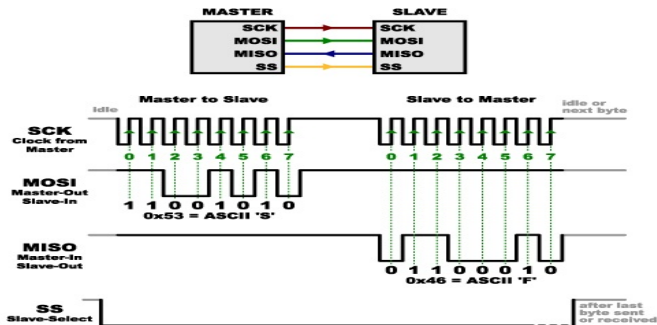 MASTER SLAVE
SCK SCK
MOSI MOSI
MISO MISO
SS SS
Master to Slave Slave to Master
Idle idle or
next byte
SCK
Clock from
Master
0 1 2 3 4 5 6 7 0 1 2 3 4 5 6 7
MOSI
Master-Out
Slave-In
1 1 0 0 1 0 1 0
0x53 = ASCII 'S'
MISO
Master-In
Slave-Out
0 1 1 0 0 0 1 0
0x46 = ASCII 'F'
SS
Slave-Select
after last
byte sent
or received